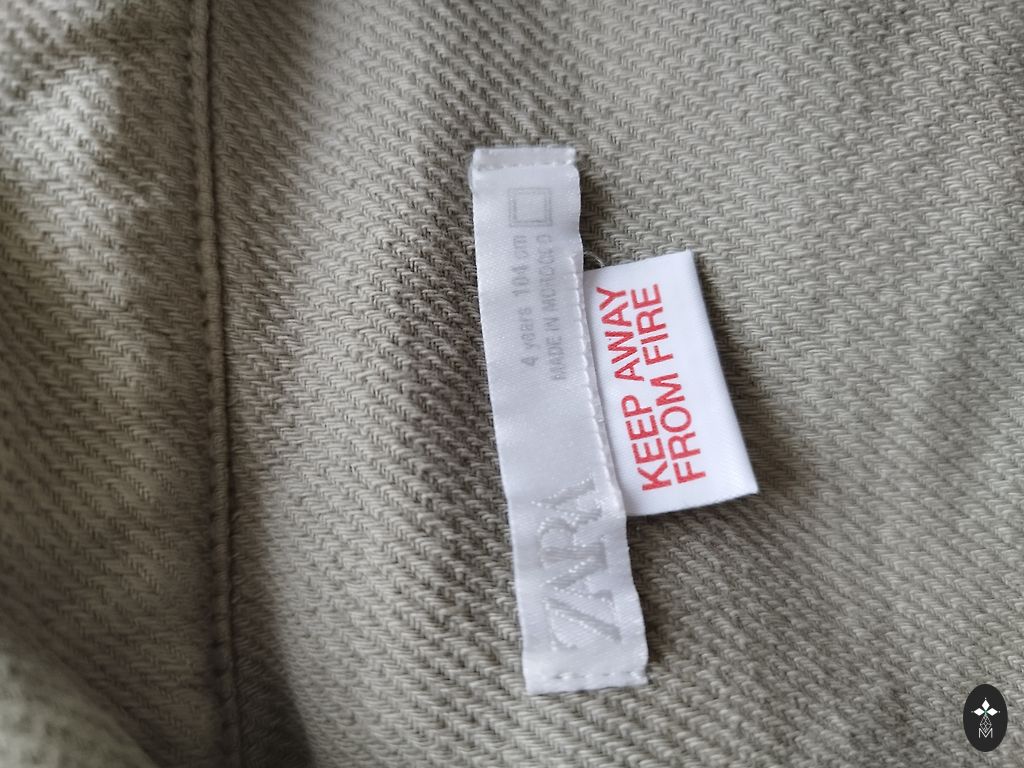 ZARA
4 years 104 cm
MADE IN MOROCCO
KEEP AWAY
FROM FIRE
M